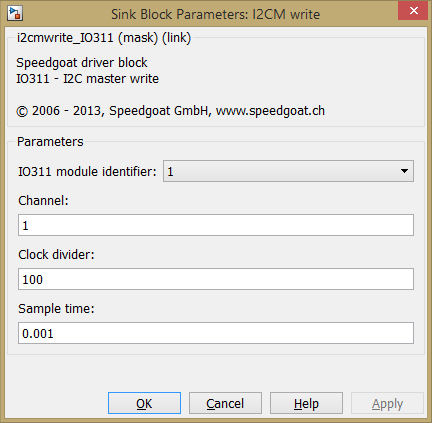 Sink Block Parameters: I2CM write
i2cmwrite_IO311 (mask) (link)
Speedgoat driver block
IO311 - I2C master write
© 2006 - 2013, Speedgoat GmbH, www.speedgoat.ch
Parameters
IO311 module identifier: 1
Channel:
1
Clock divider:
100
Sample time:
0.001
OK Cancel Help Apply